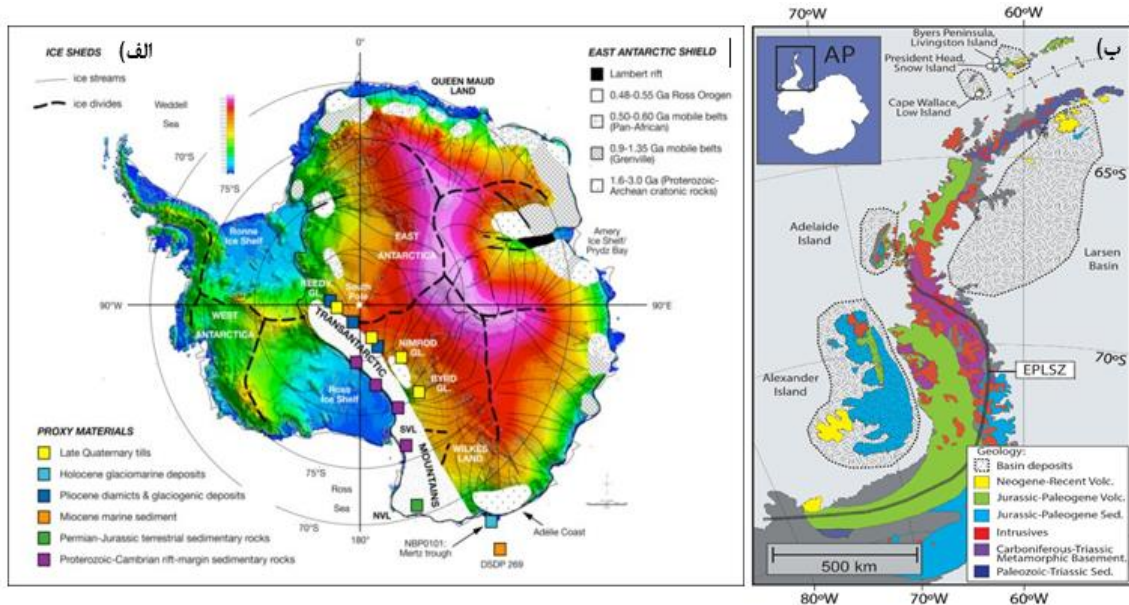 الف)
ICE SHEDS
ice streams
ice divides
Weddell
Sea
70°S
75°S
0°
QUEEN MAUD
LAND
EAST ANTARCTIC SHIELD
Lambert rift
0.48-0.55 Ga Ross Orogen
0.50-0.60 Ga mobile belts
(Pan-African)
0.9-1.35 Ga mobile belts
(Grenville)
1.6-3.0 Ga (Proterozoic-
Archean cratonic rocks)
Ronne
Ice Shelf
EAST
ANTARCTICA
Amery
Ice Shelf/
Prydz Bay
90°W
90°E
WEST
ANTARCTICA
REEDY
GL.
South
Pole
TRANSANTARCTIC
MOUNTAINS
NIMROD
GL.
BYRD
GL.
Ross
Ice Shelf
SVL
WILKES
LAND
75°S
Ross
Sea
70°S
NVL
180°
NBP0101:
Mertz trough
Adélie Coast
DSDP 269
PROXY MATERIALS
Late Quaternary tills
Holocene glaciomarine deposits
Pliocene diamicts & glaciogenic deposits
Miocene marine sediment
Permian-Jurassic terrestrial sedimentary rocks
Proterozoic-Cambrian rift-margin sedimentary rocks
ب)
70ºW
60ºW
AP
Byers Peninsula,
Livingston Island
President Head,
Snow Island
Cape Wallace,
Low Island
65ºS
Adelaide
Island
Larsen
Basin
70ºS
Alexander
Island
EPLSZ
Geology:
Basin deposits
Neogene-Recent Volc.
Jurassic-Paleogene Volc.
Jurassic-Paleogene Sed.
Intrusives
Carboniferous-Triassic
Metamorphic Basement.
Paleozoic-Triassic Sed.
500 km
80ºW
70ºW
60ºW